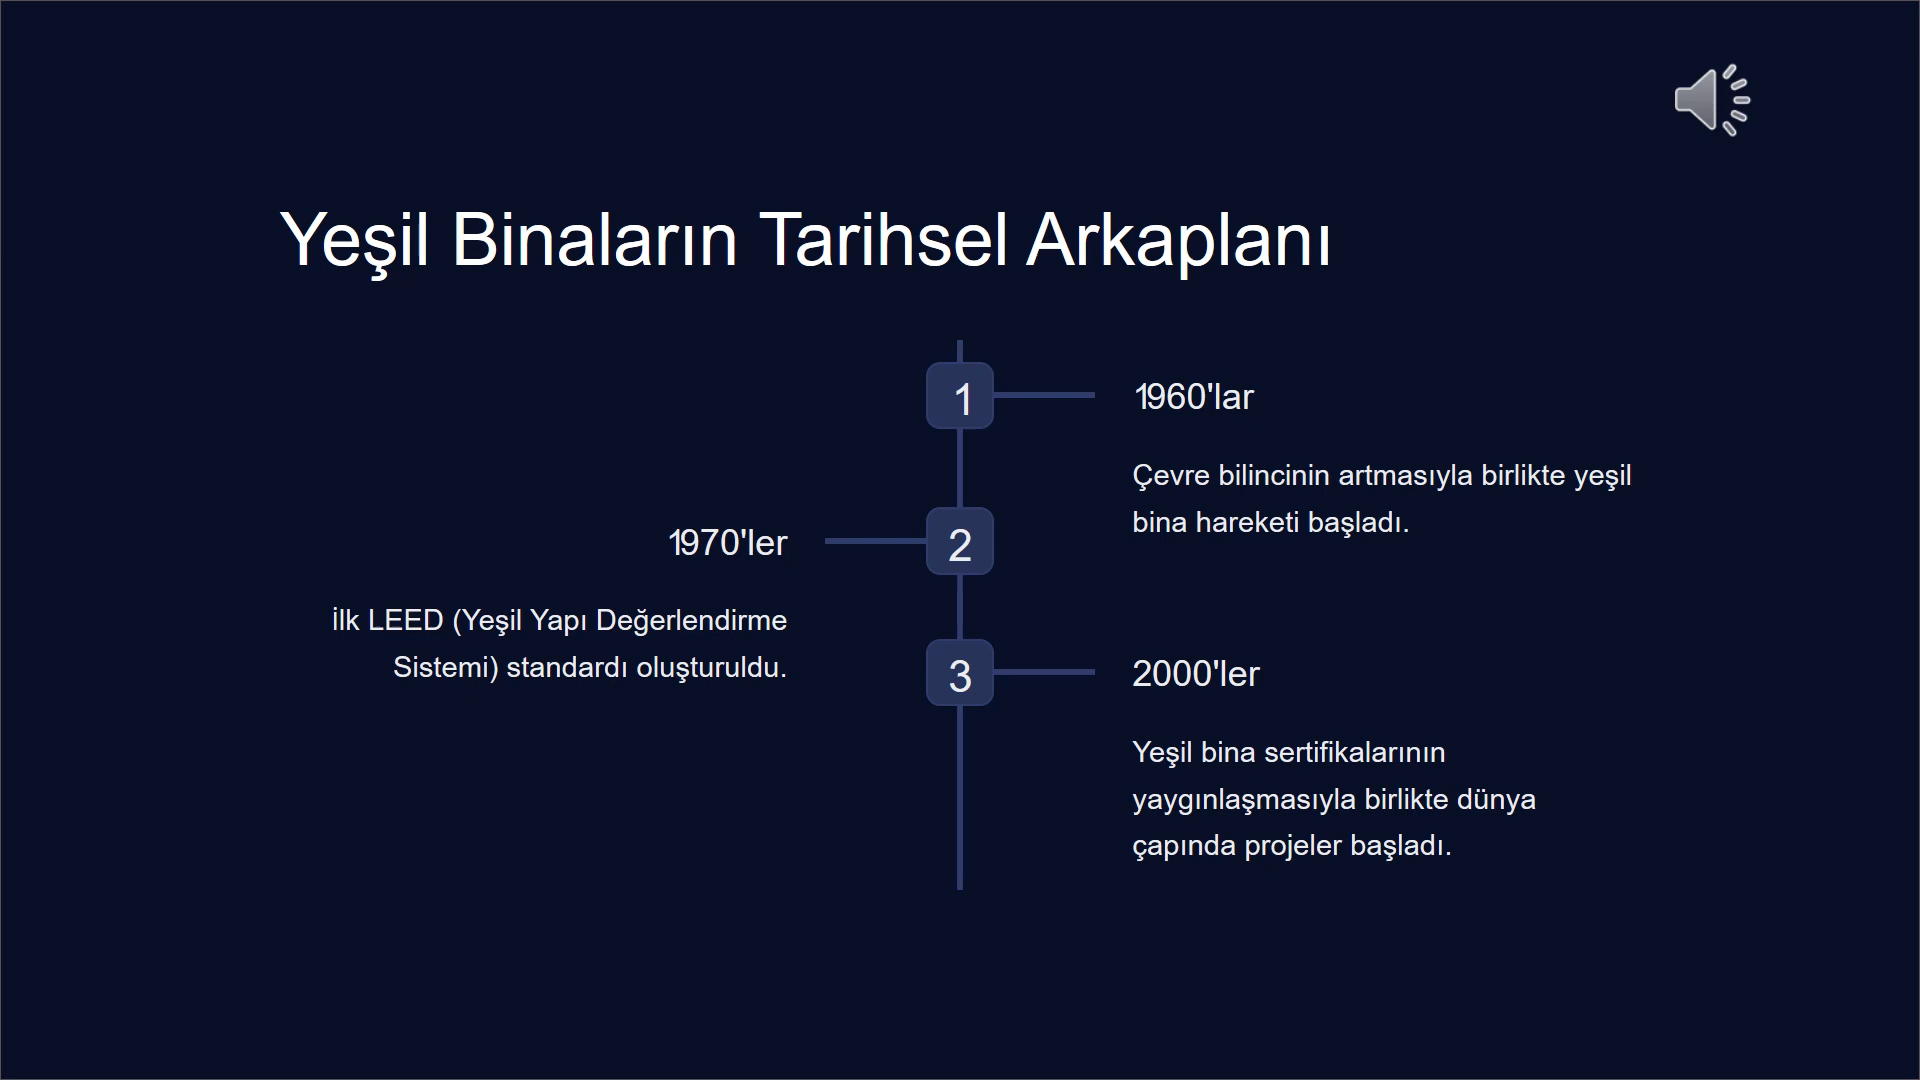 Yeşil Binaların Tarihsel Arkaplanı
1
1960'lar
Çevre bilincinin artmasıyla birlikte yeşil
bina hareketi başladı.
2
1970'ler
İlk LEED (Yeşil Yapı Değerlendirme
Sistemi) standardı oluşturuldu.
3
2000'ler
Yeşil bina sertifikalarının
yaygınlaşmasıyla birlikte dünya
çapında projeler başladı.